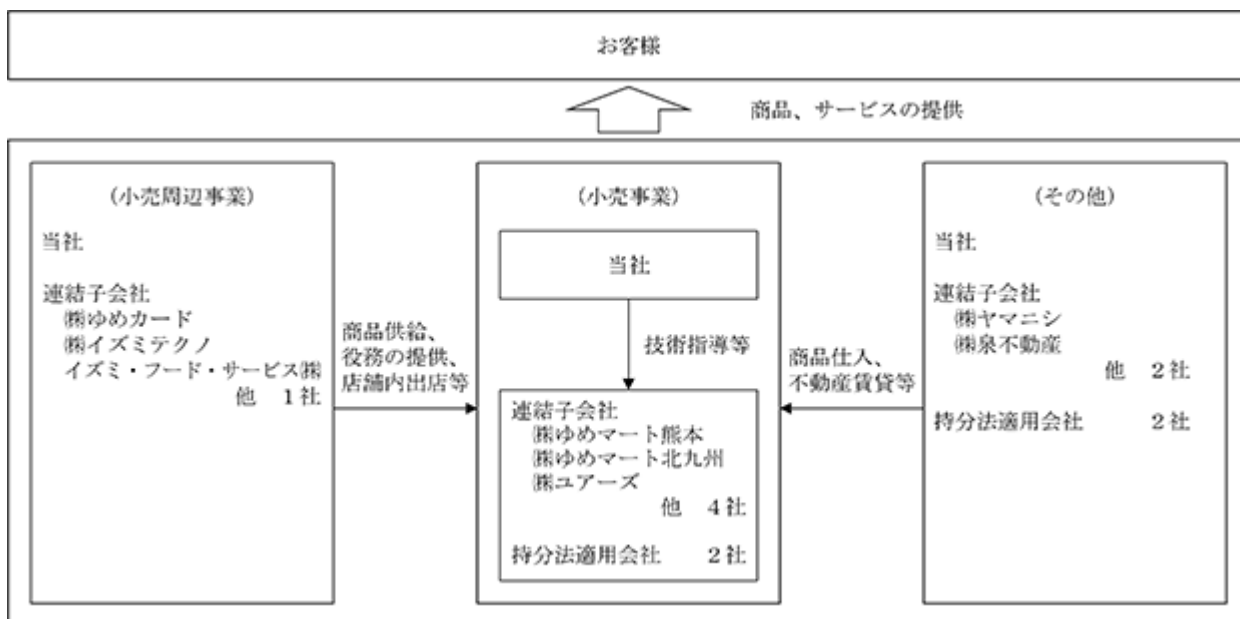 お客様
商品、サービスの提供
(小売周辺事業)
当社
連結子会社
㈱ゆめカード
㈱イズミテクノ
イズミ・フード・サービス㈱
他 1社
商品供給、
役務の提供、
店舗内出店等
(小売事業)
当社
技術指導等
連結子会社
㈱ゆめマート熊本
㈱ゆめマート北九州
㈱ユアーズ
他 4社
持分法適用会社 2社
商品仕入、
不動産賃貸等
(その他)
当社
連結子会社
㈱ヤマニシ
㈱泉不動産
他 2社
持分法適用会社 2社